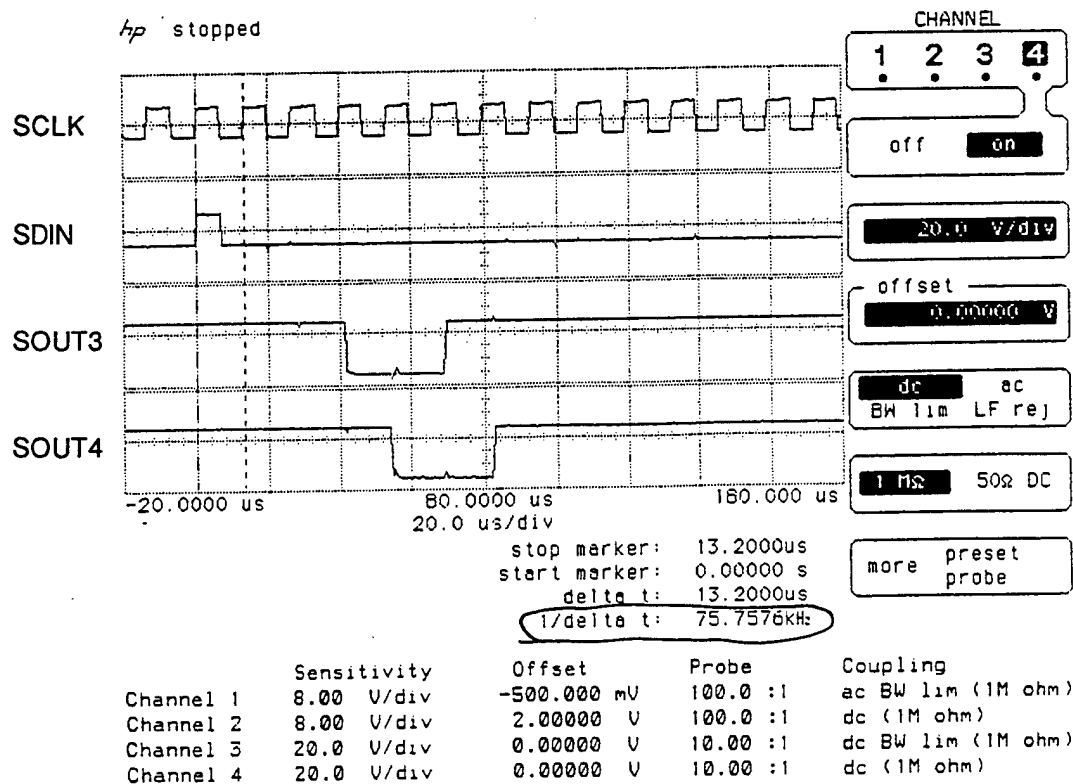 hp stopped
CHANNEL
1 2 3 4
off on
20.0 V/div
offset
0.00000 V
dc ac
BW lim LF rej
1 MΩ 50Ω DC
more preset
probe
SCLK
SDIN
SOUT3
SOUT4
-20.0000 us 80.0000 us 180.000 us
20.0 us/div
stop marker: 13.2000us
start marker: 0.00000 s
delta t: 13.2000us
1/delta t: 75.7576kHz
Sensitivity Offset Probe Coupling
Channel 1 8.00 V/div -500.000 mV 100.0 :1 ac BW lim (1M ohm)
Channel 2 8.00 V/div 2.00000 V 100.0 :1 dc (1M ohm)
Channel 3 20.0 V/div 0.00000 V 10.00 :1 dc BW lim (1M ohm)
Channel 4 20.0 V/div 0.00000 V 10.00 :1 dc (1M ohm)